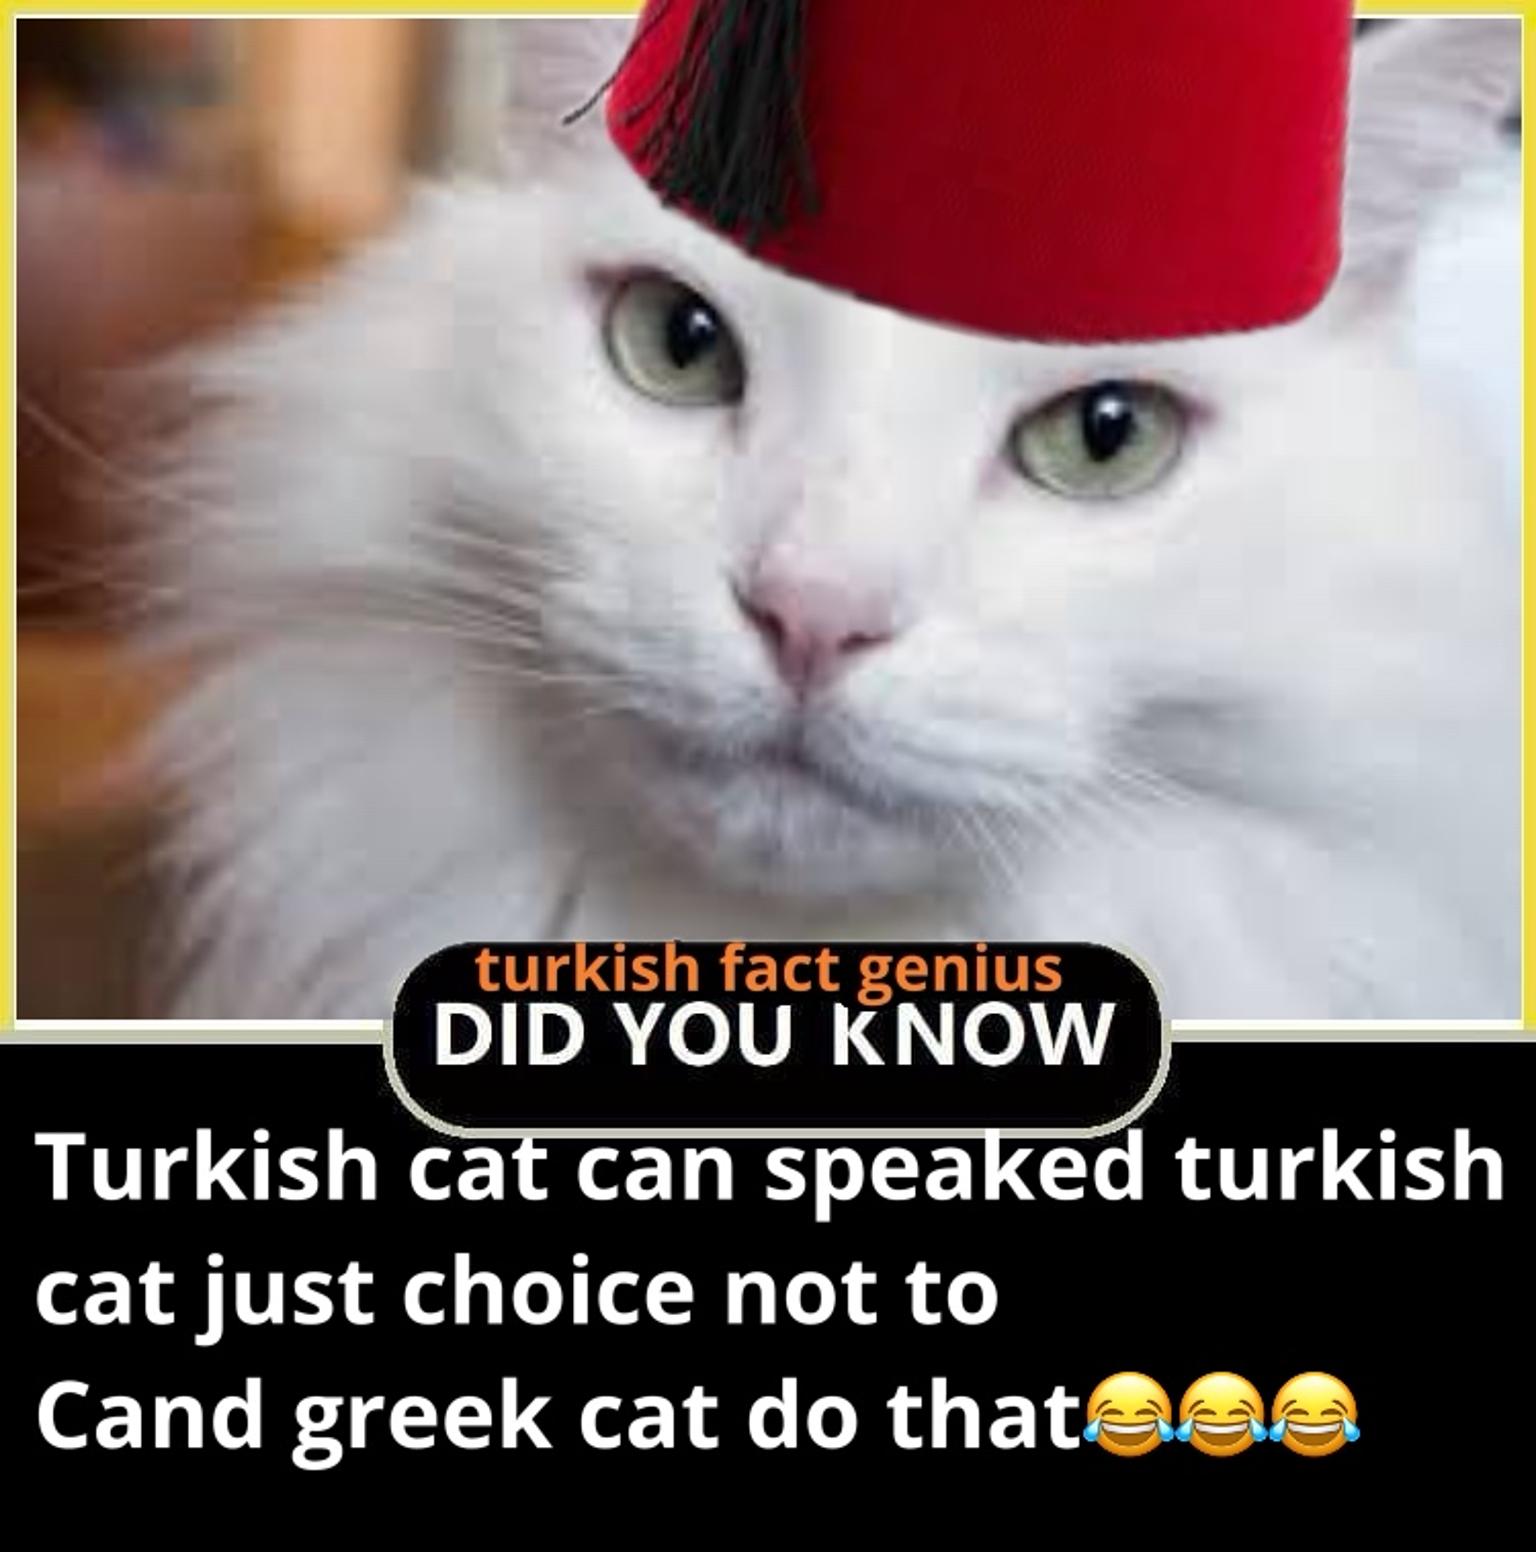 turkish fact genius
DID YOU KNOW
Turkish cat can speaked turkish
cat just choice not to
Cand greek cat do that😂😂😂